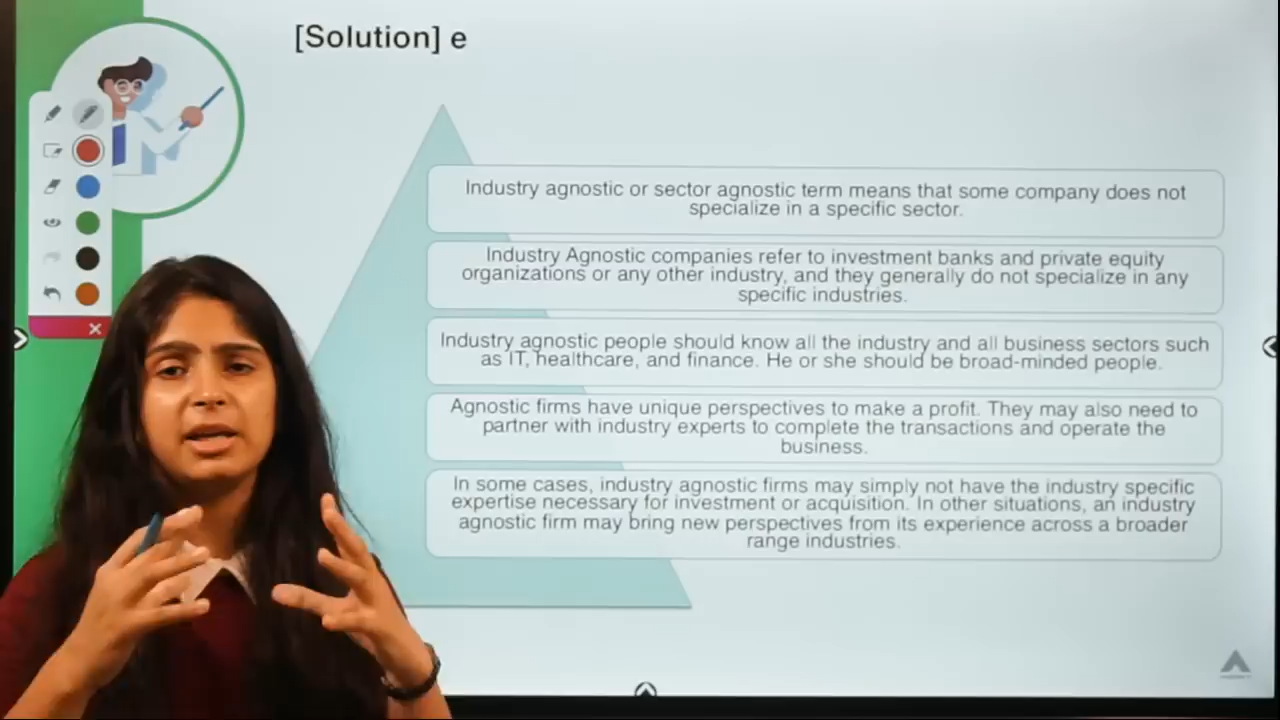 [Solution] e
Industry agnostic or sector agnostic term means that some company does not
specialize in a specific sector.
Industry Agnostic companies refer to investment banks and private equity
organizations or any other industry, and they generally do not specialize in any
specific industries.
Industry agnostic people should know all the industry and all business sectors such
as IT, healthcare, and finance. He or she should be broad-minded people.
Agnostic firms have unique perspectives to make a profit. They may also need to
partner with industry experts to complete the transactions and operate the
business.
In some cases, industry agnostic firms may simply not have the industry specific
expertise necessary for investment or acquisition. In other situations, an industry
agnostic firm may bring new perspectives from its experience across a broader
range industries.